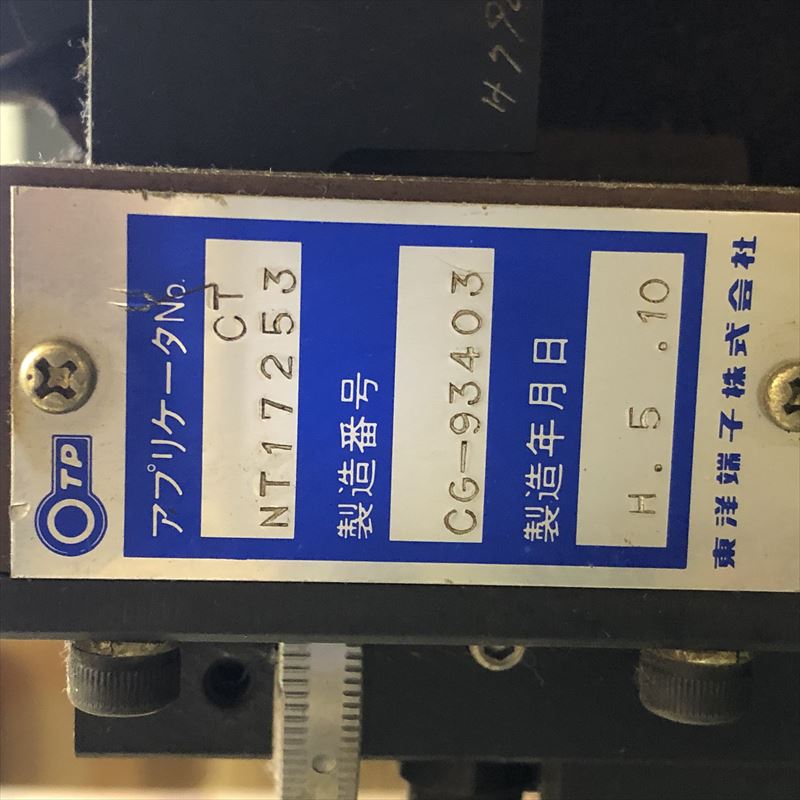 TP
アプリケータNo.
CT
NT17253
製造番号
CG-93403
製造年月日
H.5 .10
東洋端子株式会社